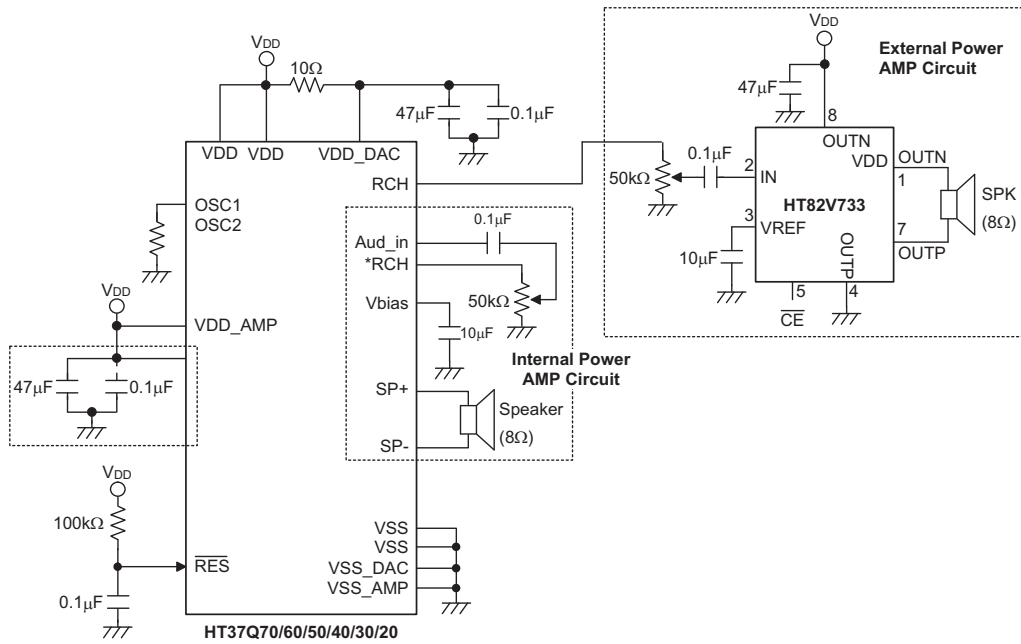 VDD
10Ω
47μF
0.1μF
VDD
VDD
VDD_DAC
RCH
OSC1
OSC2
Aud_in
*RCH
0.1μF
50kΩ
Vbias
10μF
Internal Power
AMP Circuit
SP+
Speaker
(8Ω)
SP-
VDD
VDD_AMP
47μF
0.1μF
VDD
100kΩ
RES
0.1μF
VSS
VSS
VSS_DAC
VSS_AMP
HT37Q70/60/50/40/30/20
External Power
AMP Circuit
VDD
47μF
8
OUTN
VDD
OUTN
1
0.1μF
2
IN
50kΩ
HT82V733
SPK
(8Ω)
3
VREF
10μF
7
OUTP
OUTP
5
4
CE